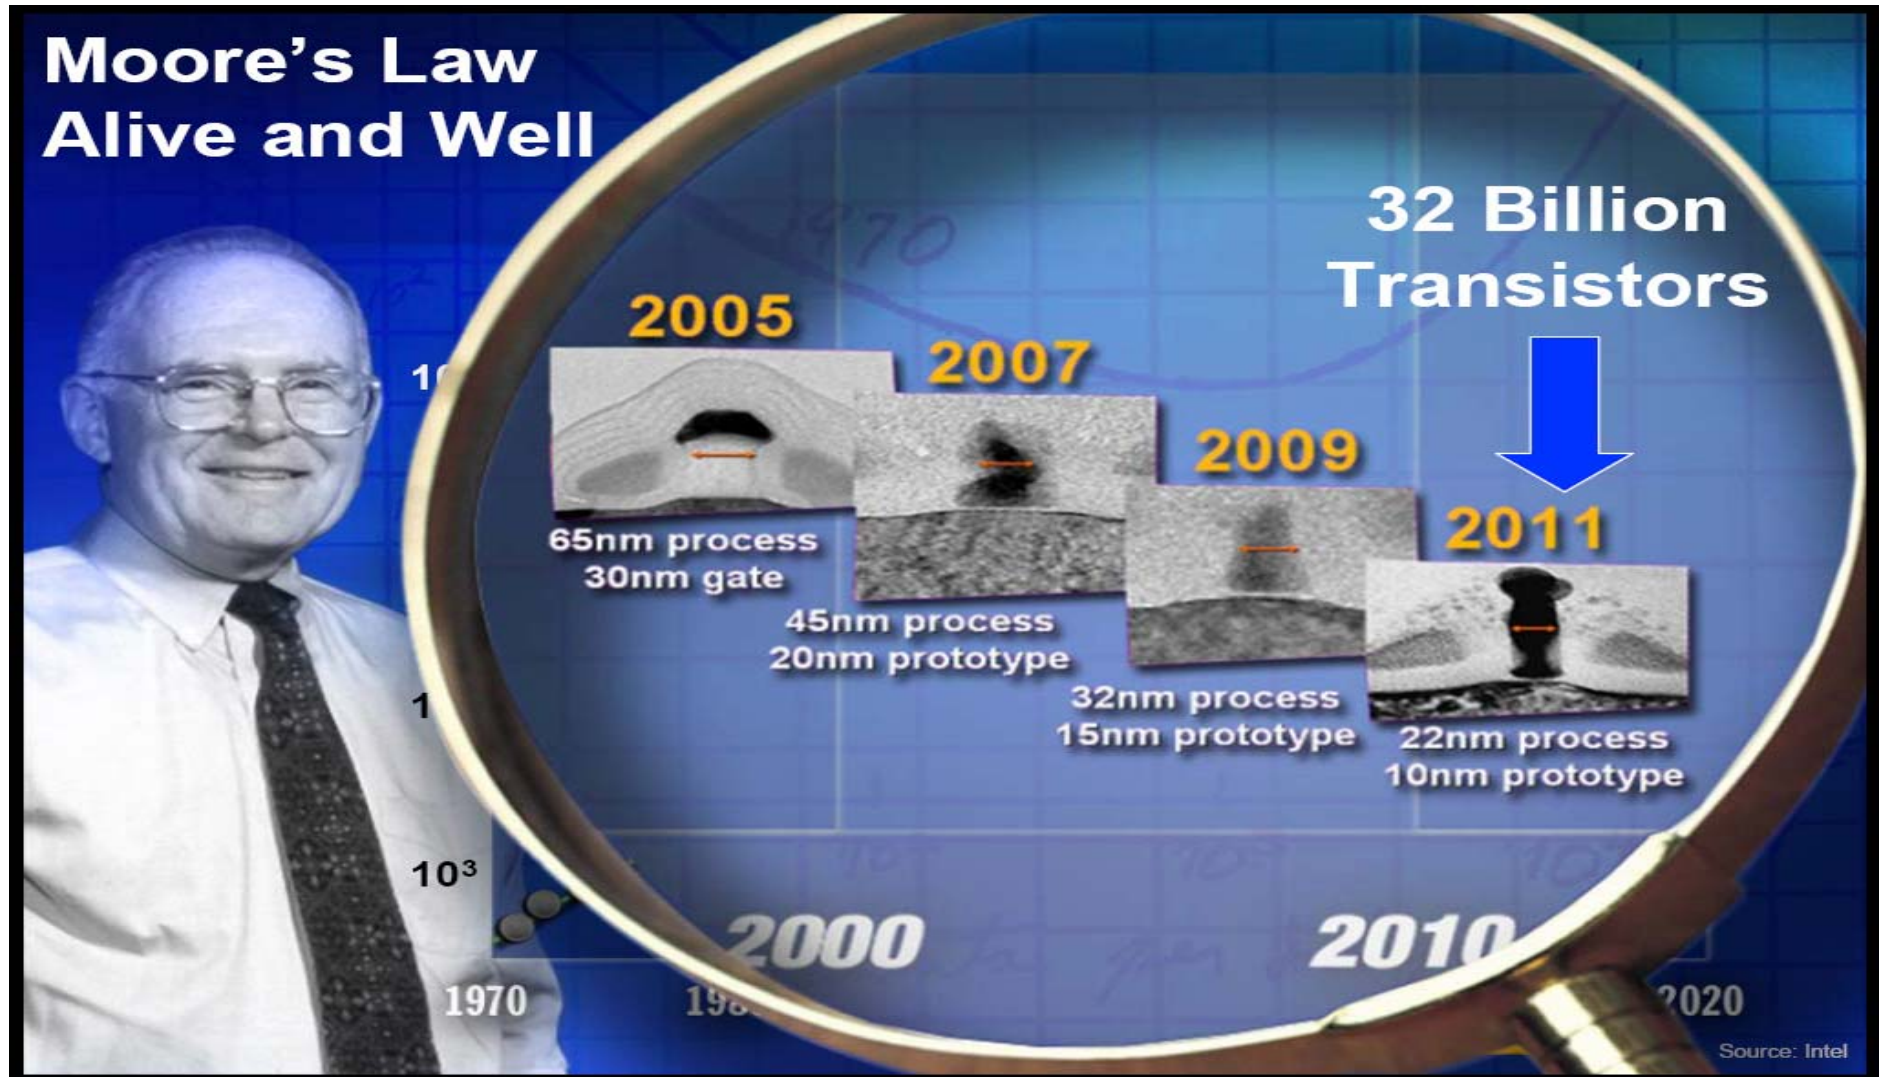 Moore's Law
Alive and Well
32 Billion
Transistors
1970
2005
2007
2009
2011
65nm process
30nm gate
45nm process
20nm prototype
32nm process
15nm prototype
22nm process
10nm prototype
10³
2000
2010
1970
2020
Source: Intel